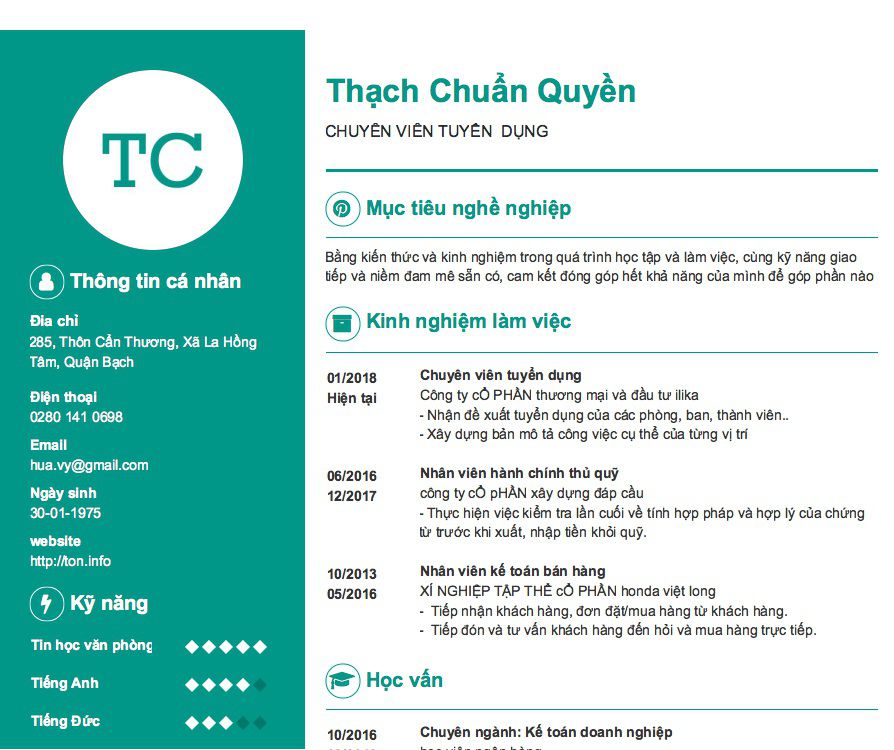 TC
Thông tin cá nhân
Địa chỉ
285, Thôn Cẩn Thương, Xã La Hồng
Tâm, Quận Bạch
Điện thoại
0280 141 0698
Email
hua.vy@gmail.com
Ngày sinh
30-01-1975
website
http://ton.info
Kỹ năng
Tin học văn phòng
Tiếng Anh
Tiếng Đức
Thạch Chuẩn Quyền
CHUYÊN VIÊN TUYỂN DỤNG
Mục tiêu nghề nghiệp
Bằng kiến thức và kinh nghiệm trong quá trình học tập và làm việc, cùng kỹ năng giao
tiếp và niềm đam mê sẵn có, cam kết đóng góp hết khả năng của mình để góp phần nào
Kinh nghiệm làm việc
01/2018
Hiện tại
Chuyên viên tuyển dụng
Công ty cỔ PHẦN thương mại và đầu tư ilika
- Nhận đề xuất tuyển dụng của các phòng, ban, thành viên..
- Xây dựng bản mô tả công việc cụ thể của từng vị trí
06/2016
12/2017
Nhân viên hành chính thủ quỹ
công ty cỔ pHẦN xây dựng đáp cầu
- Thực hiện việc kiểm tra lần cuối về tính hợp pháp và hợp lý của chứng
từ trước khi xuất, nhập tiền khỏi quỹ.
10/2013
05/2016
Nhân viên kế toán bán hàng
XÍ NGHIỆP TẬP THỂ cỔ PHẦN honda việt long
- Tiếp nhận khách hàng, đơn đặt/mua hàng từ khách hàng.
- Tiếp đón và tư vấn khách hàng đến hỏi và mua hàng trực tiếp.
Học vấn
10/2016
Chuyên ngành: Kế toán doanh nghiệp